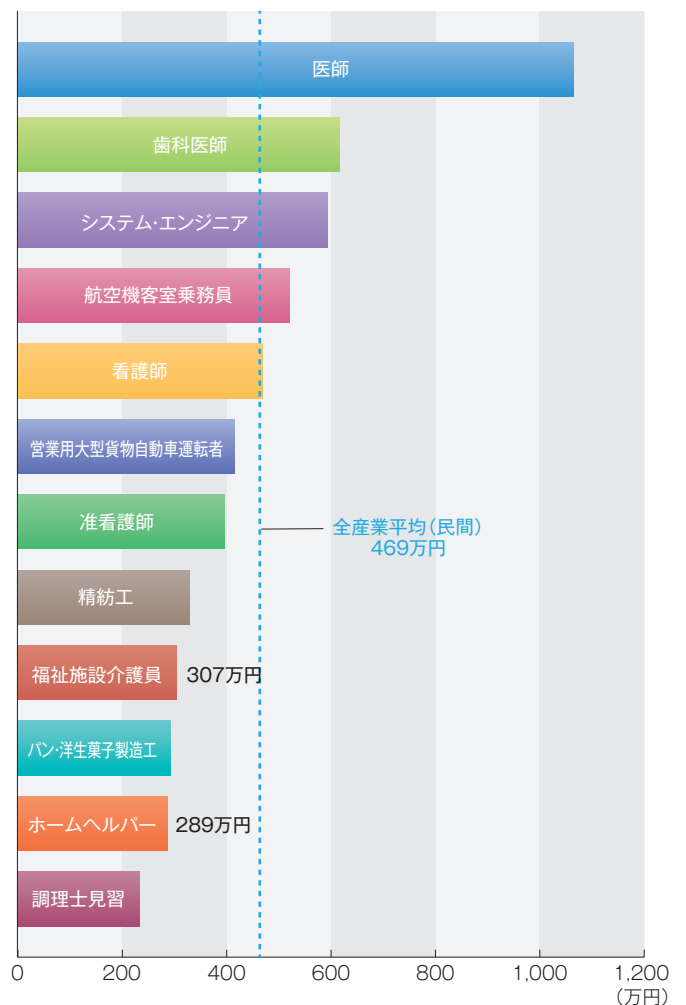 医師
歯科医師
システム・エンジニア
航空機客室乗務員
看護師
営業用大型貨物自動車運転者
准看護師
全産業平均（民間）
469万円
精紡工
福祉施設介護員 307万円
パン・洋生菓子製造工
ホームヘルパー 289万円
調理士見習
0 200 400 600 800 1,000 1,200
(万円)